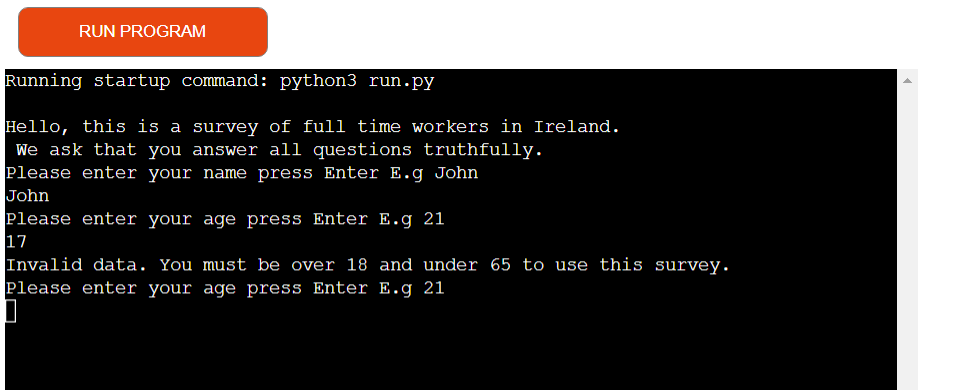 RUN PROGRAM
Running startup command: python3 run.py
Hello, this is a survey of full time workers in Ireland.
We ask that you answer all questions truthfully.
Please enter your name press Enter E.g John
John
Please enter your age press Enter E.g 21
17
Invalid data. You must be over 18 and under 65 to use this survey.
Please enter your age press Enter E.g 21